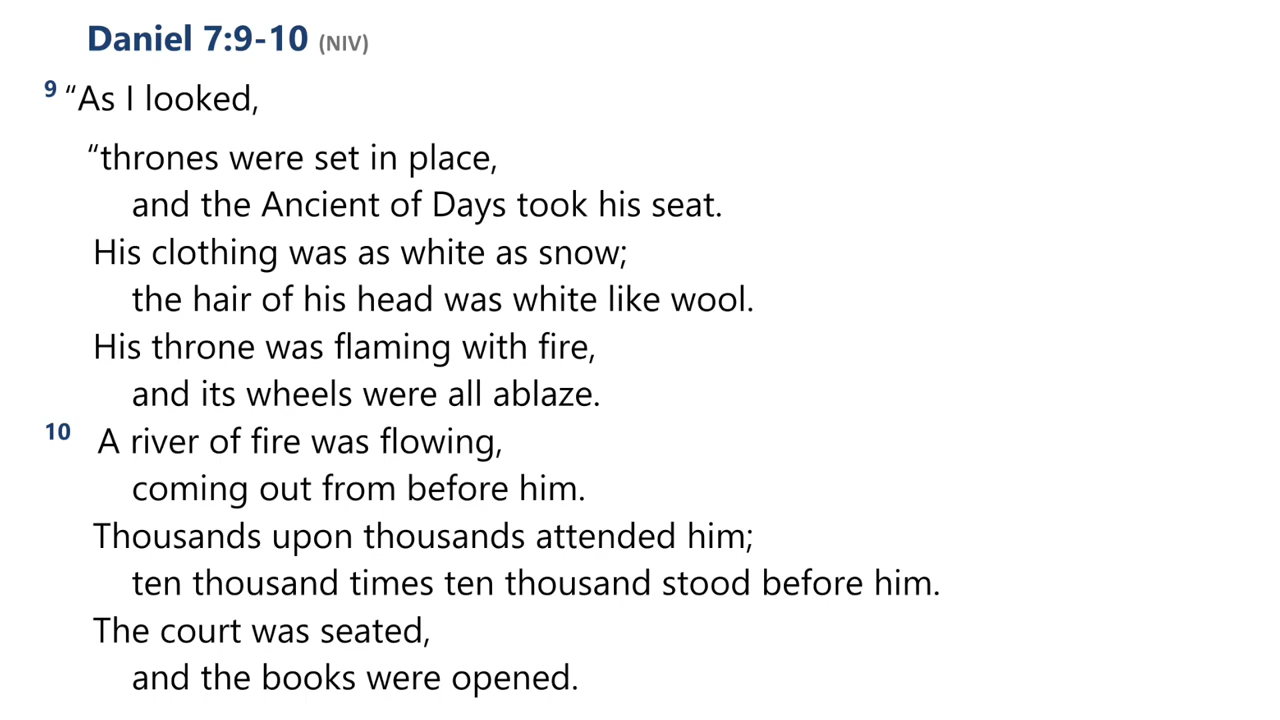 Daniel 7:9-10 (NIV)
9 “As I looked,
“thrones were set in place,
and the Ancient of Days took his seat.
His clothing was as white as snow;
the hair of his head was white like wool.
His throne was flaming with fire,
and its wheels were all ablaze.
10 A river of fire was flowing,
coming out from before him.
Thousands upon thousands attended him;
ten thousand times ten thousand stood before him.
The court was seated,
and the books were opened.